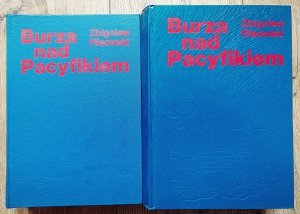 Burza
nad
Pacyfikiem
Zbigniew
Flisowski
Burza
nad
Pacyfikiem
Zbigniew
Flisowski